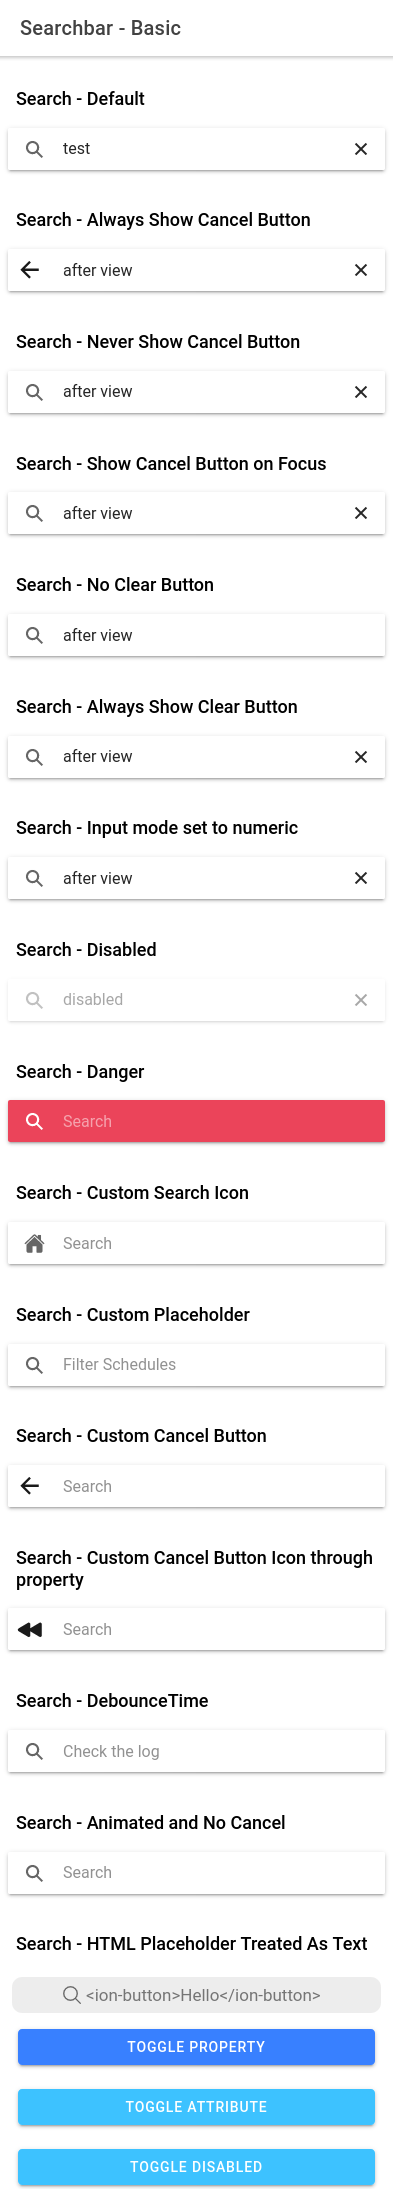 Searchbar - Basic
Search - Default
test
Search - Always Show Cancel Button
after view
Search - Never Show Cancel Button
after view
Search - Show Cancel Button on Focus
after view
Search - No Clear Button
after view
Search - Always Show Clear Button
after view
Search - Input mode set to numeric
after view
Search - Disabled
disabled
Search - Danger
Search
Search - Custom Search Icon
Search
Search - Custom Placeholder
Filter Schedules
Search - Custom Cancel Button
Search
Search - Custom Cancel Button Icon through
property
Search
Search - DebounceTime
Check the log
Search - Animated and No Cancel
Search
Search - HTML Placeholder Treated As Text
<ion-button>Hello</ion-button>
TOGGLE PROPERTY
TOGGLE ATTRIBUTE
TOGGLE DISABLED